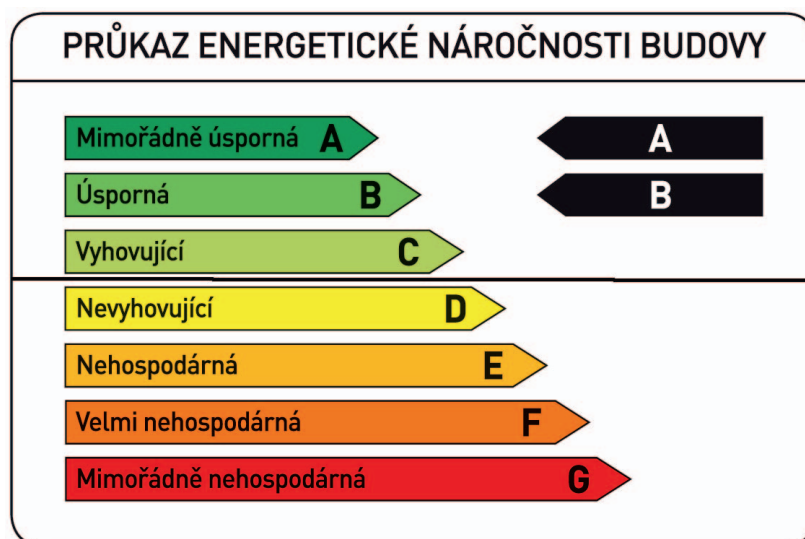 PRŮKAZ ENERGETICKÉ NÁROČNOSTI BUDOVY
Mimořádně úsporná A A
Úsporná B B
Vyhovující C
Nevyhovující D
Nehospodárná E
Velmi nehospodárná F
Mimořádně nehospodárná G